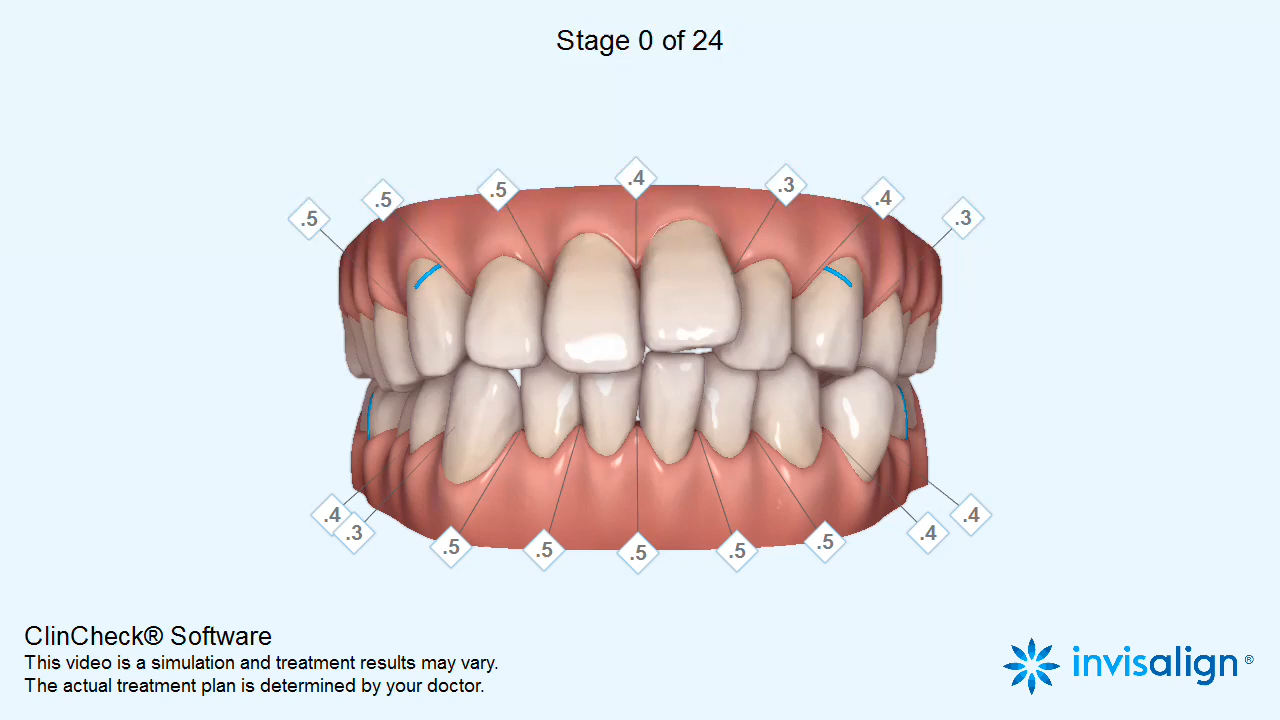 Stage 0 of 24
.5 .5 .5 .4 .3 .4 .3
.4 .3 .5 .5 .5 .5 .5 .4 .4
ClinCheck® Software
This video is a simulation and treatment results may vary.
The actual treatment plan is determined by your doctor.
invisalign ®